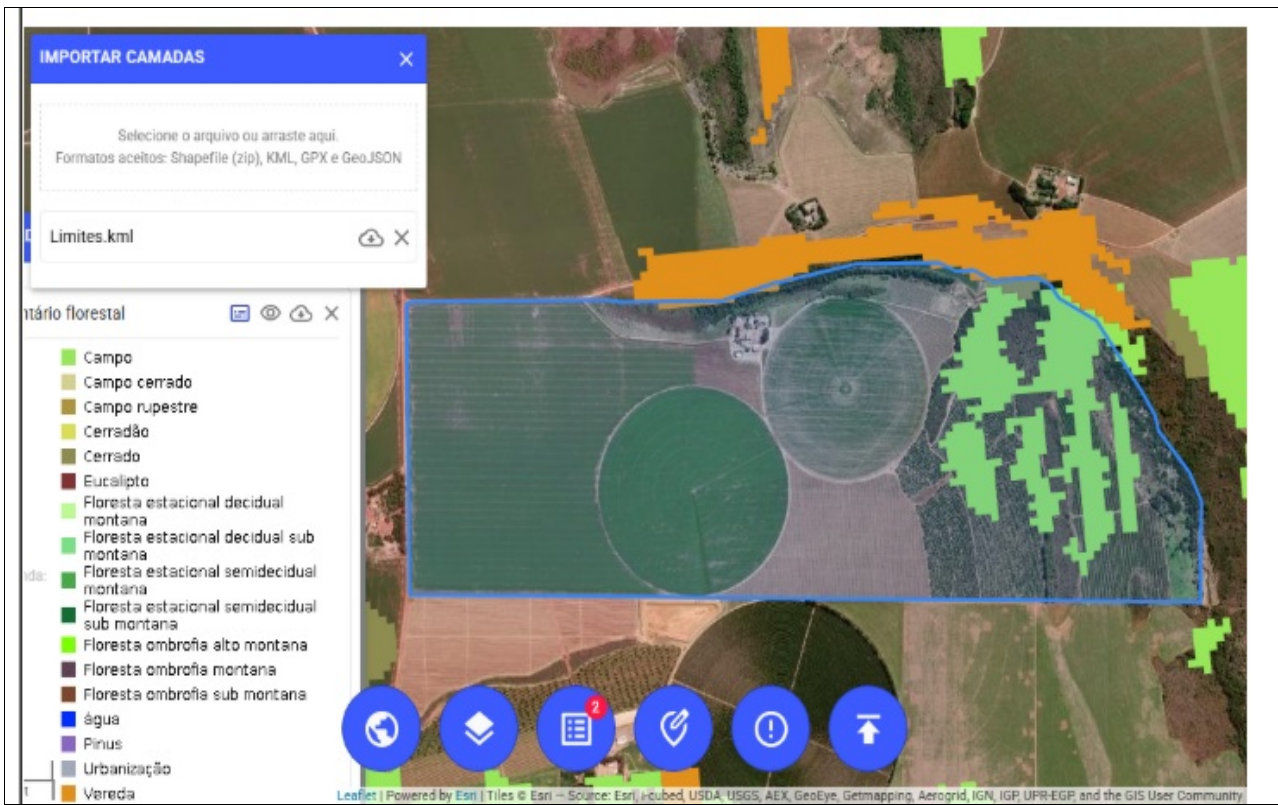 IMPORTAR CAMADAS
Selecione o arquivo ou arraste aqui.
Formatos aceitos: Shapefile (zip), KML, GPX e GeoJSON
Limites.kml
ntário florestal
Campo
Campo cerrado
Campo rupestre
Cerradão
Cerrado
Eucalipto
Floresta estacional decidual
montana
Floresta estacional decidual sub
montana
nda:
Floresta estacional semidecidual
montana
Floresta estacional semidecidual
sub montana
Floresta ombrofia alto montana
Floresta ombrofia montana
Floresta ombrofia sub montana
água
Pinus
Urbanização
Vereda
2
Leaflet | Powered by Esri | Tiles © Esri — Source: Esri, i-cubed, USDA, USGS, AEX, GeoEye, Getmapping, Aerogrid, IGN, IGP, UPR-EGP, and the GIS User Community